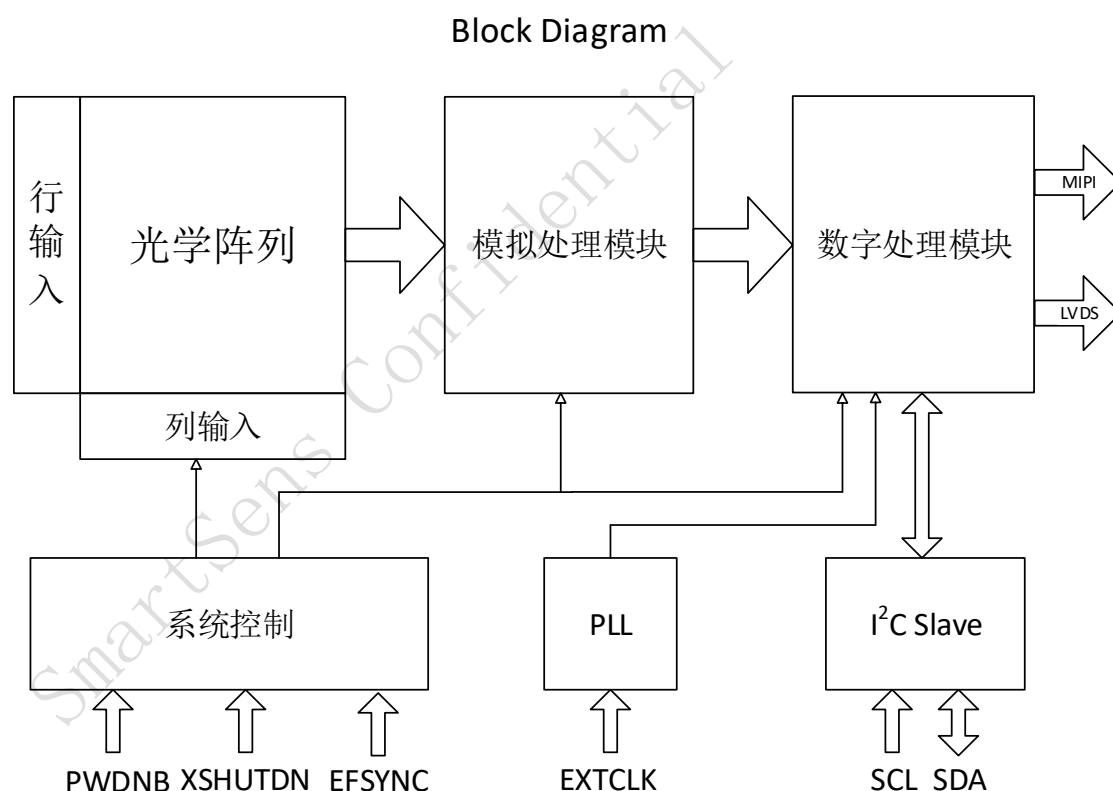 Block Diagram
行输入
光学阵列
模拟处理模块
数字处理模块
MIPI
LVDS
列输入
系统控制
PLL
I²C Slave
PWDNB XSHUTDN EFSYNC EXTCLK SCL SDA
SmartSens Confidential